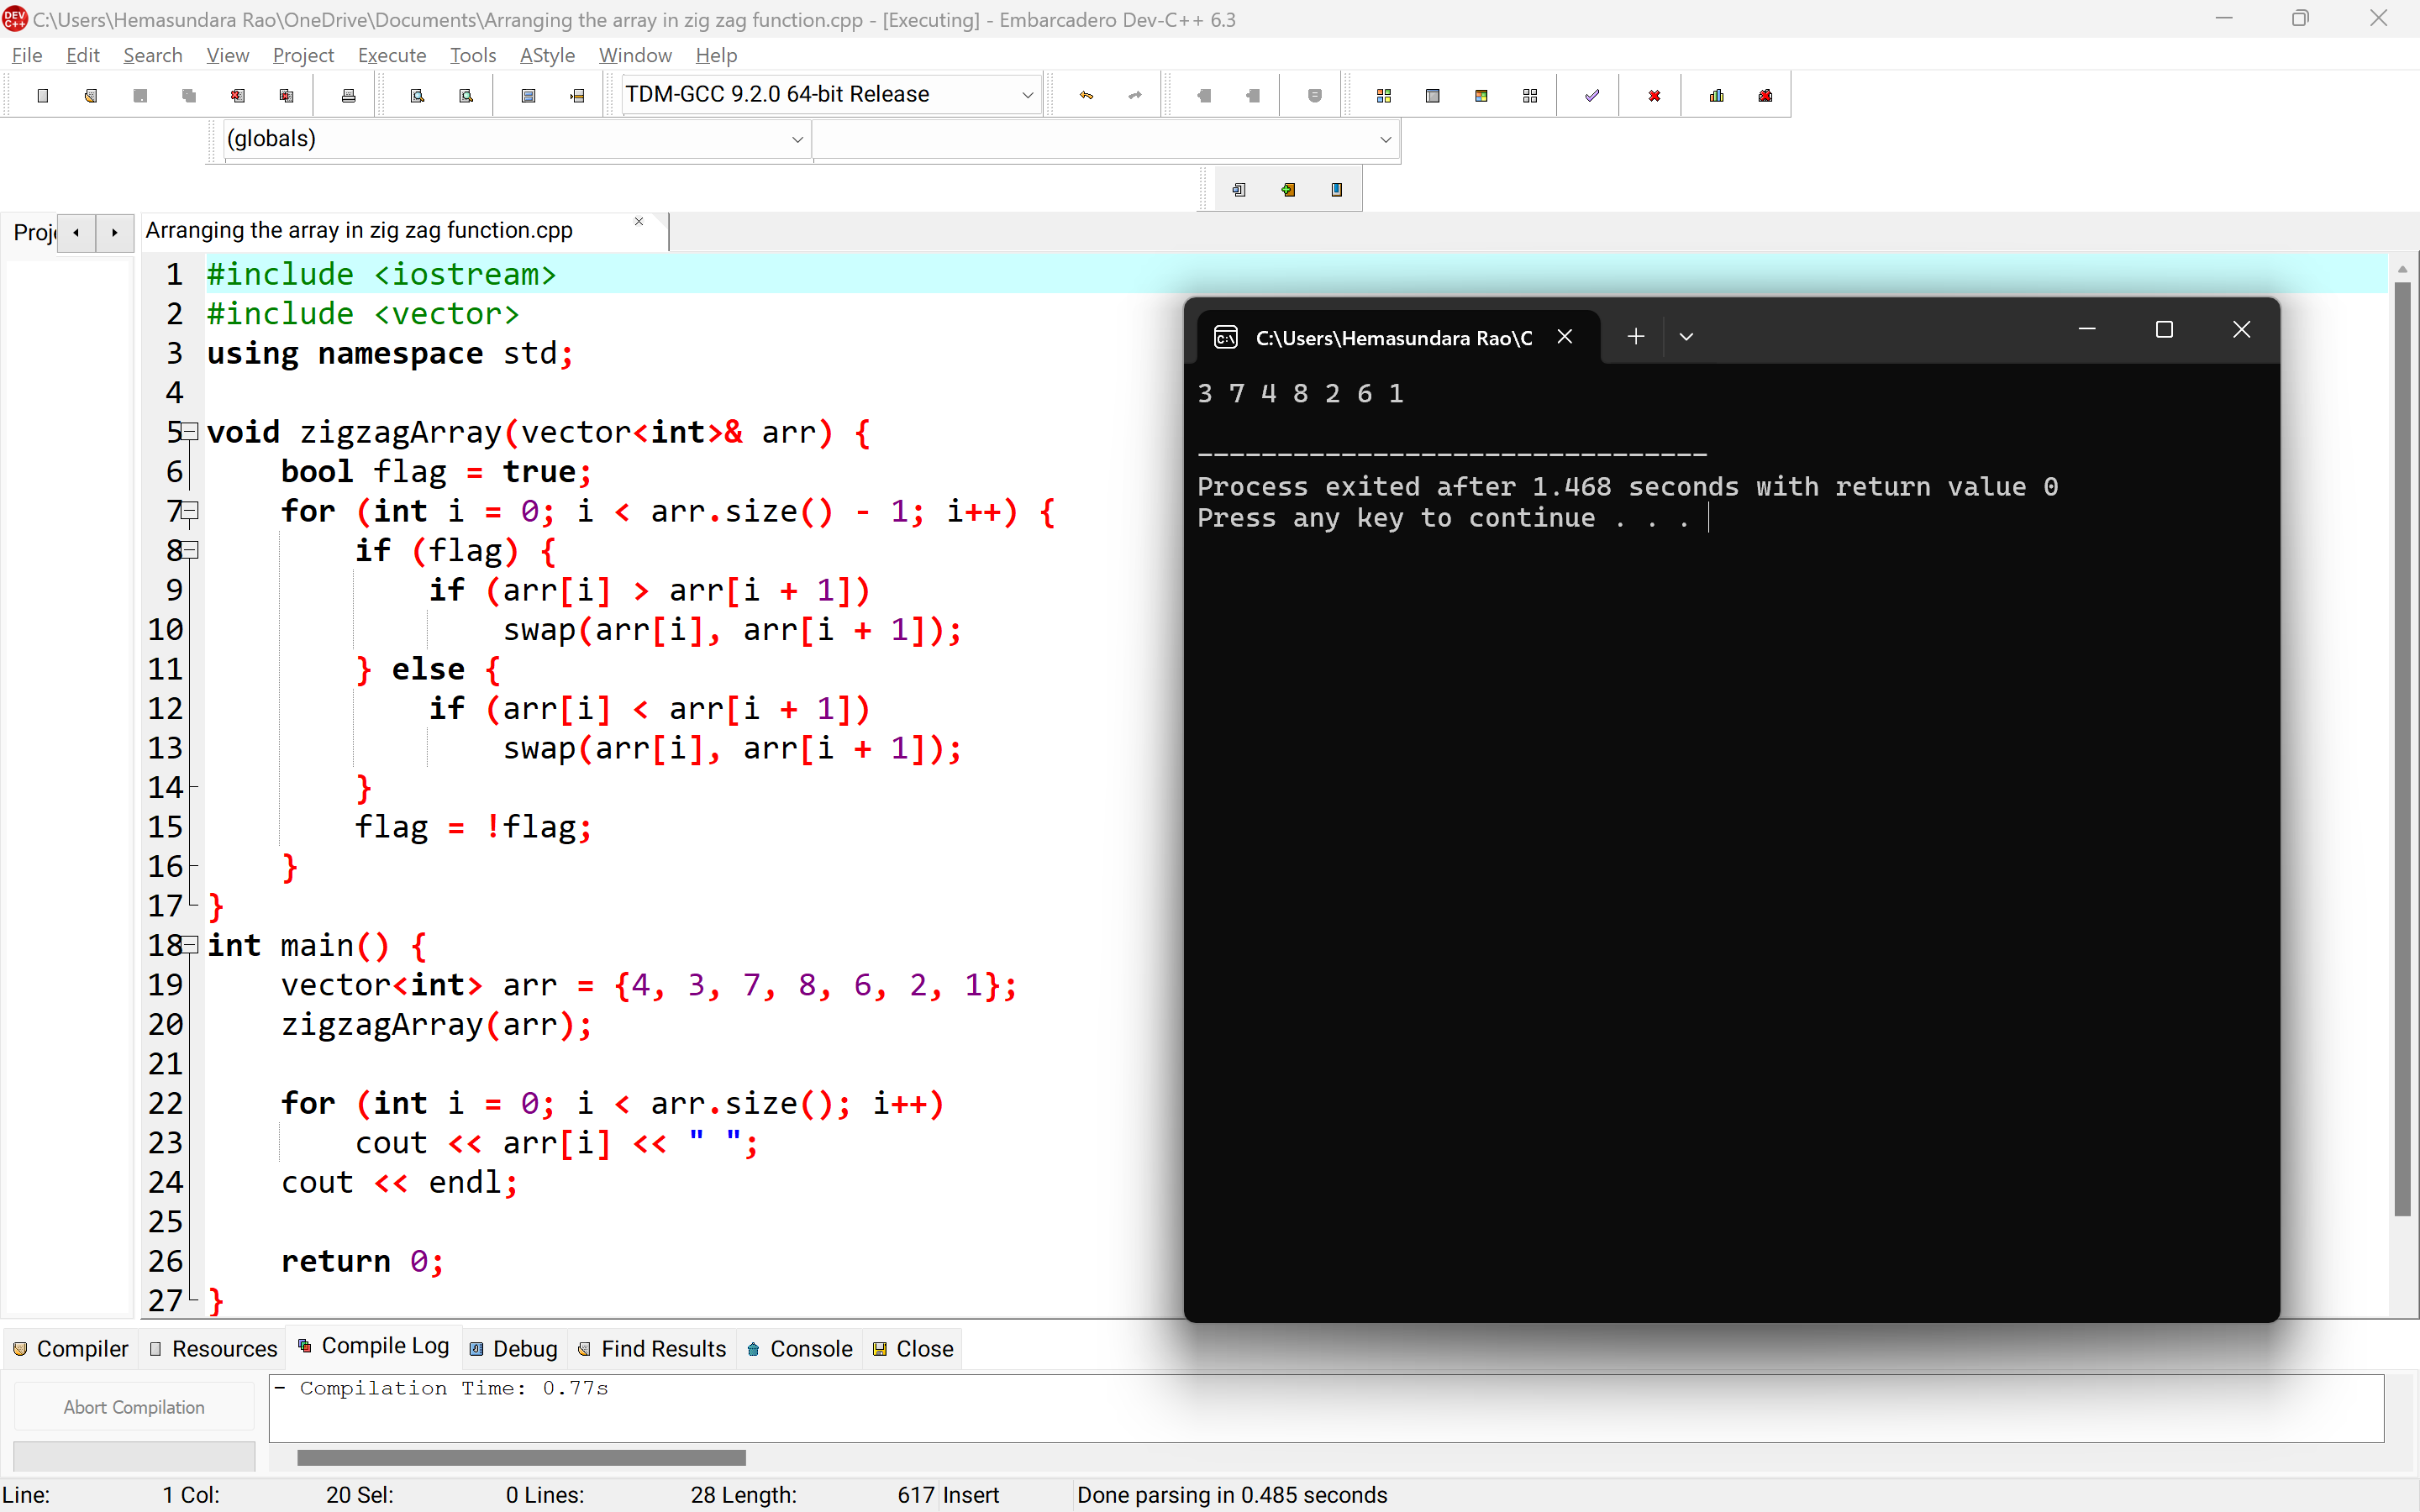 C:\Users\Hemasundara Rao\OneDrive\Documents\Arranging the array in zig zag function.cpp - [Executing] - Embarcadero Dev-C++ 6.3
File Edit Search View Project Execute Tools AStyle Window Help
TDM-GCC 9.2.0 64-bit Release
(globals)
Proj
Arranging the array in zig zag function.cpp
1 #include <iostream>
2 #include <vector>
3 using namespace std;
4
5 void zigzagArray(vector<int>& arr) {
6     bool flag = true;
7     for (int i = 0; i < arr.size() - 1; i++) {
8         if (flag) {
9             if (arr[i] > arr[i + 1])
10                 swap(arr[i], arr[i + 1]);
11         } else {
12             if (arr[i] < arr[i + 1])
13                 swap(arr[i], arr[i + 1]);
14         }
15         flag = !flag;
16     }
17 }
18 int main() {
19     vector<int> arr = {4, 3, 7, 8, 6, 2, 1};
20     zigzagArray(arr);
21
22     for (int i = 0; i < arr.size(); i++)
23         cout << arr[i] << " ";
24     cout << endl;
25
26     return 0;
27 }
C:\Users\Hemasundara Rao\C
3 7 4 8 2 6 1
--------------------------------
Process exited after 1.468 seconds with return value 0
Press any key to continue . . .
Compiler Resources Compile Log Debug Find Results Console Close
Abort Compilation
- Compilation Time: 0.77s
Line: 1 Col: 20 Sel: 0 Lines: 28 Length: 617 Insert Done parsing in 0.485 seconds